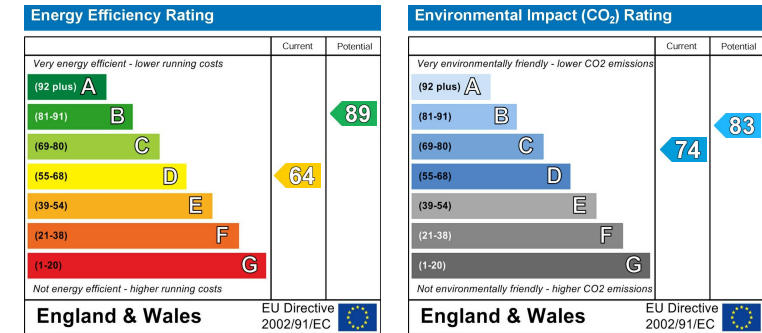 Energy Efficiency Rating
Current Potential
Very energy efficient - lower running costs
(92 plus) A
(81-91) B
89
(69-80) C
(55-68) D
64
(39-54) E
(21-38) F
(1-20) G
Not energy efficient - higher running costs
England & Wales
EU Directive
2002/91/EC
Environmental Impact (CO₂) Rating
Current Potential
Very environmentally friendly - lower CO2 emissions
(92 plus) A
(81-91) B
83
(69-80) C
74
(55-68) D
(39-54) E
(21-38) F
(1-20) G
Not environmentally friendly - higher CO2 emissions
England & Wales
EU Directive
2002/91/EC